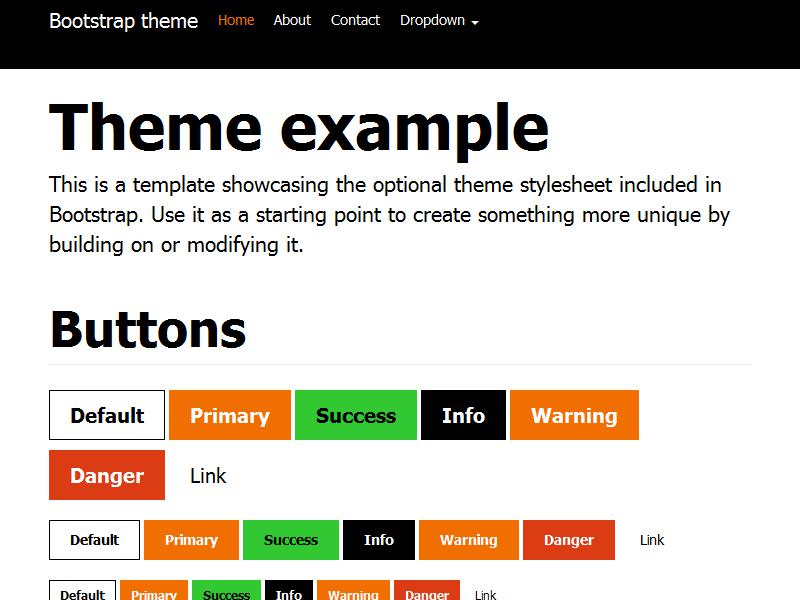 Bootstrap theme Home About Contact Dropdown
Theme example
This is a template showcasing the optional theme stylesheet included in
Bootstrap. Use it as a starting point to create something more unique by
building on or modifying it.
Buttons
Default Primary Success Info Warning
Danger Link
Default Primary Success Info Warning Danger Link
Default Primary Success Info Warning Danger Link